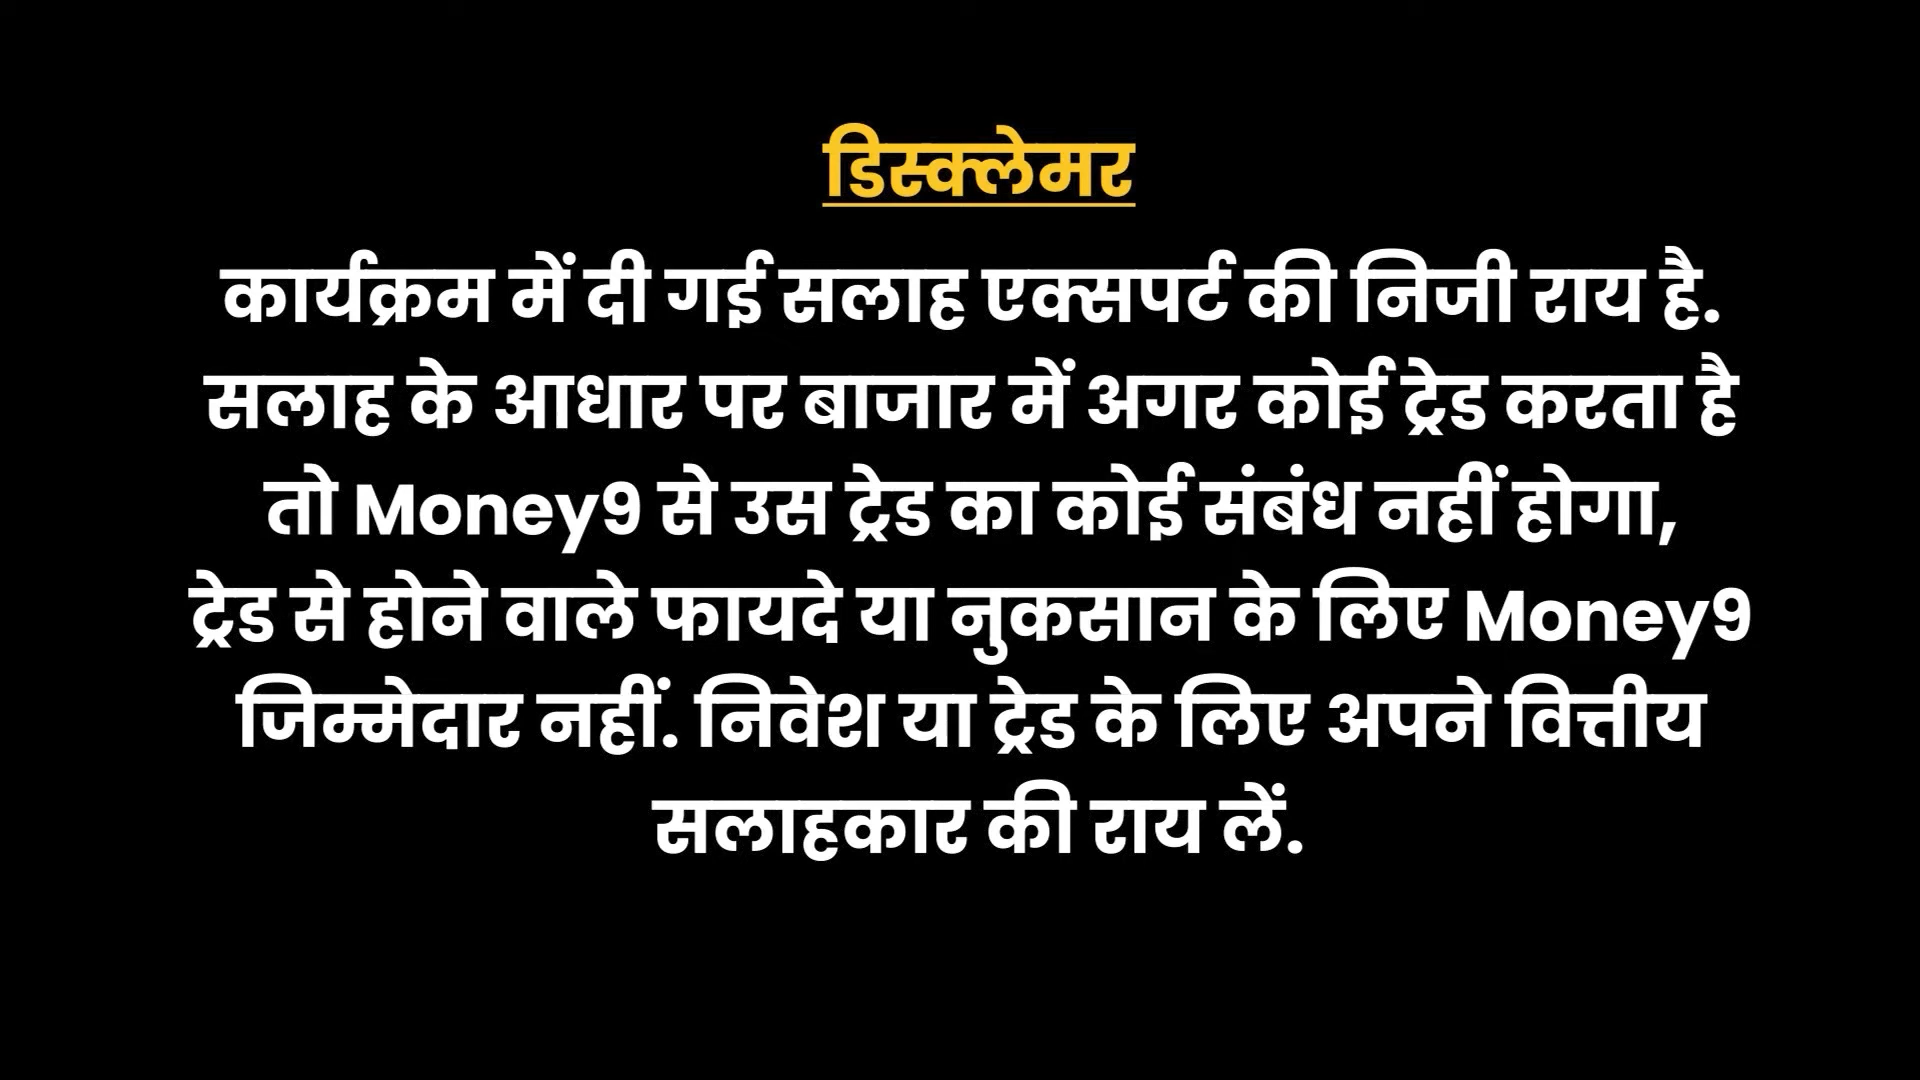 डिस्क्लेमर
कार्यक्रम में दी गई सलाह एक्सपर्ट की निजी राय है.
सलाह के आधार पर बाजार में अगर कोई ट्रेड करता है
तो Money9 से उस ट्रेड का कोई संबंध नहीं होगा,
ट्रेड से होने वाले फायदे या नुकसान के लिए Money9
जिम्मेदार नहीं. निवेश या ट्रेड के लिए अपने वित्तीय
सलाहकार की राय लें.